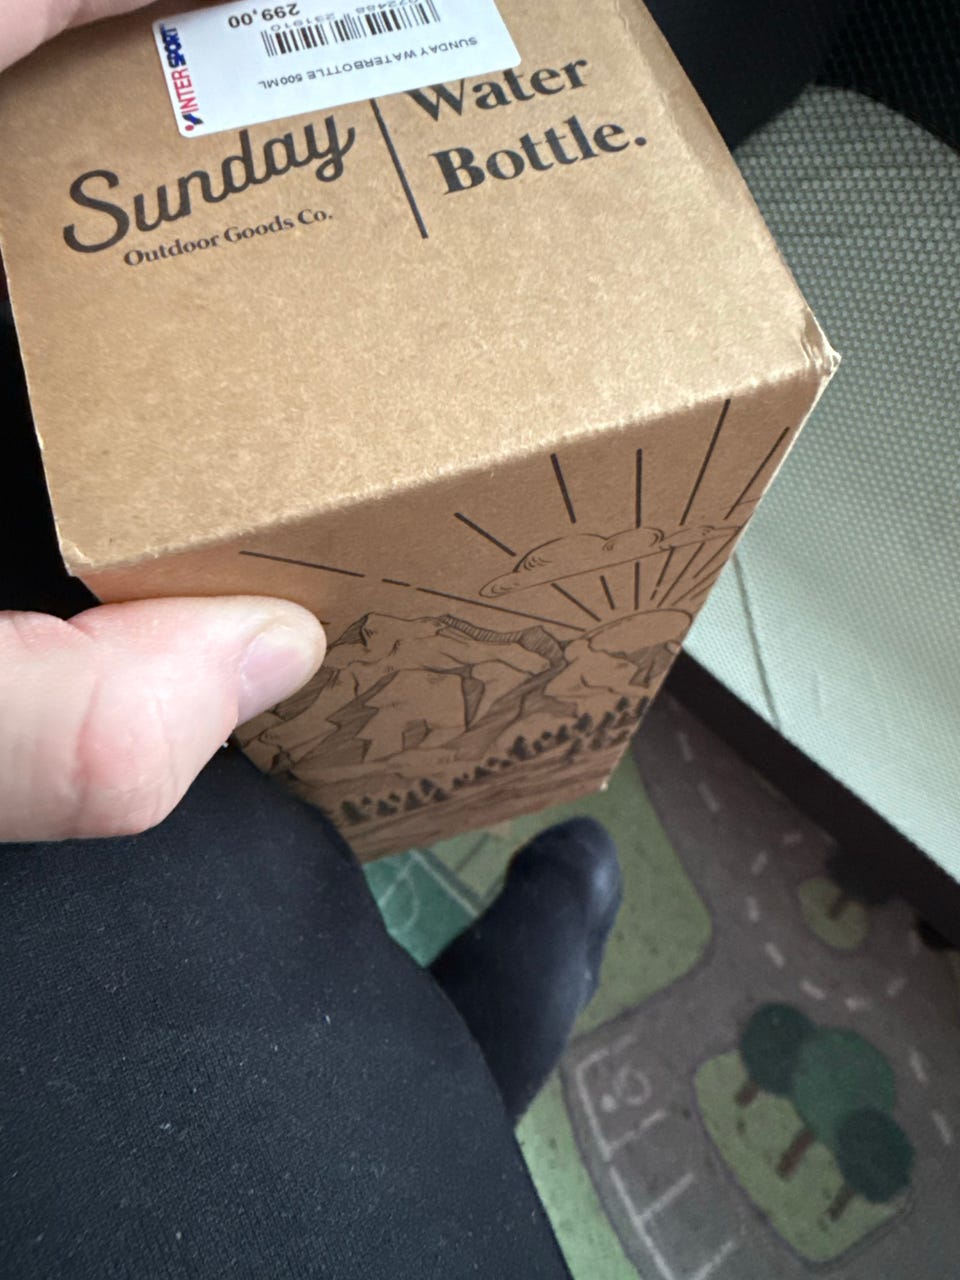 299,00
SUNDAY WATERBOTTLE 500ML
INTERSPORT
Sunday
Outdoor Goods Co.
Water
Bottle.